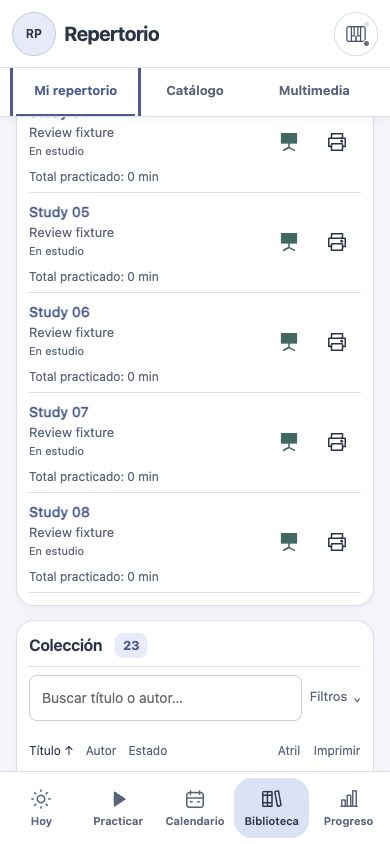 RP Repertorio
Mi repertorio Catálogo Multimedia
Review fixture
En estudio
Total practicado: 0 min
Study 05
Review fixture
En estudio
Total practicado: 0 min
Study 06
Review fixture
En estudio
Total practicado: 0 min
Study 07
Review fixture
En estudio
Total practicado: 0 min
Study 08
Review fixture
En estudio
Total practicado: 0 min
Colección 23
Buscar título o autor... Filtros
Título ↑ Autor Estado Atril Imprimir
Hoy Practicar Calendario Biblioteca Progreso